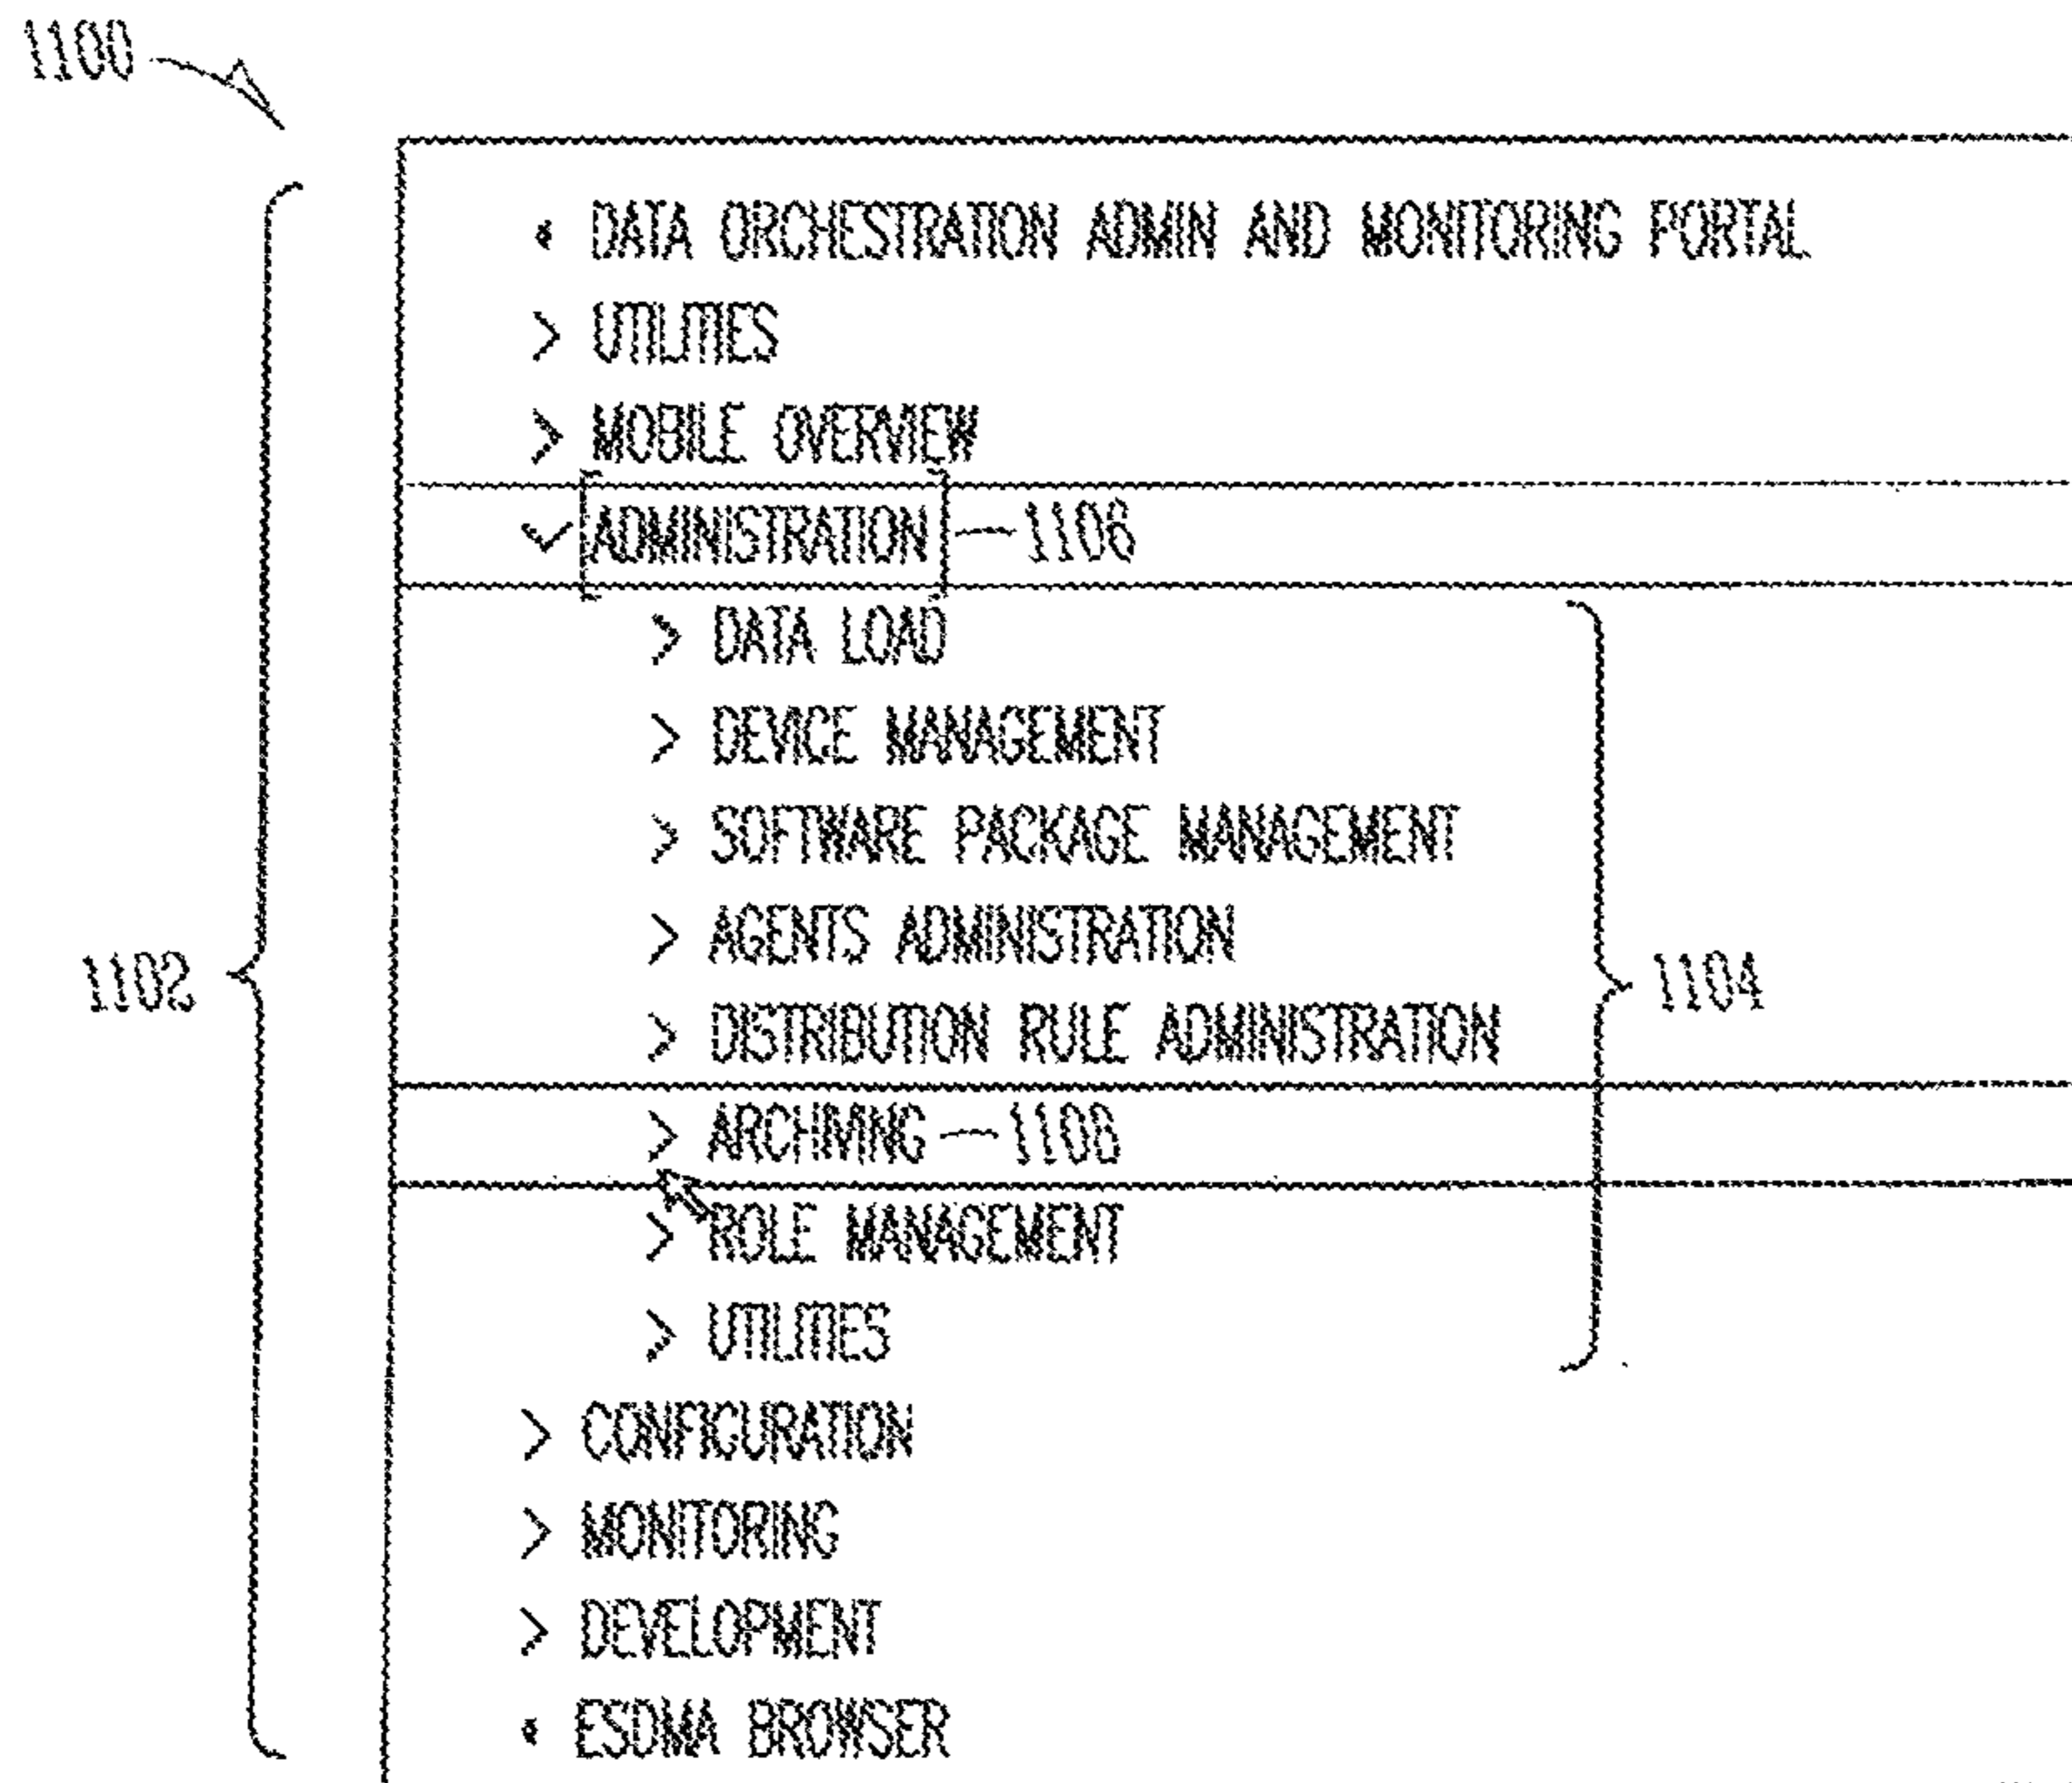 1100
• DATA ORCHESTRATION ADMIN AND MONITORING PORTAL
> UTILITIES
> MOBILE OVERVIEW
ADMINISTRATION —1106
> DATA LOAD
> DEVICE MANAGEMENT
> SOFTWARE PACKAGE MANAGEMENT
> AGENTS ADMINISTRATION
1102
1104
> DISTRIBUTION RULE ADMINISTRATION
> ARCHIVING —1108
> ROLE MANAGEMENT
> UTILITIES
> CONFIGURATION
> MONITORING
> DEVELOPMENT
• ESDMA BROWSER